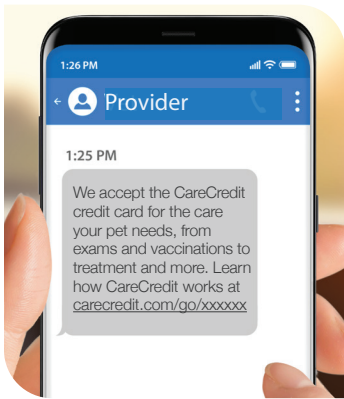 1:26 PM
Provider
1:25 PM
We accept the CareCredit
credit card for the care
your pet needs, from
exams and vaccinations to
treatment and more. Learn
how CareCredit works at
carecredit.com/go/xxxxxx